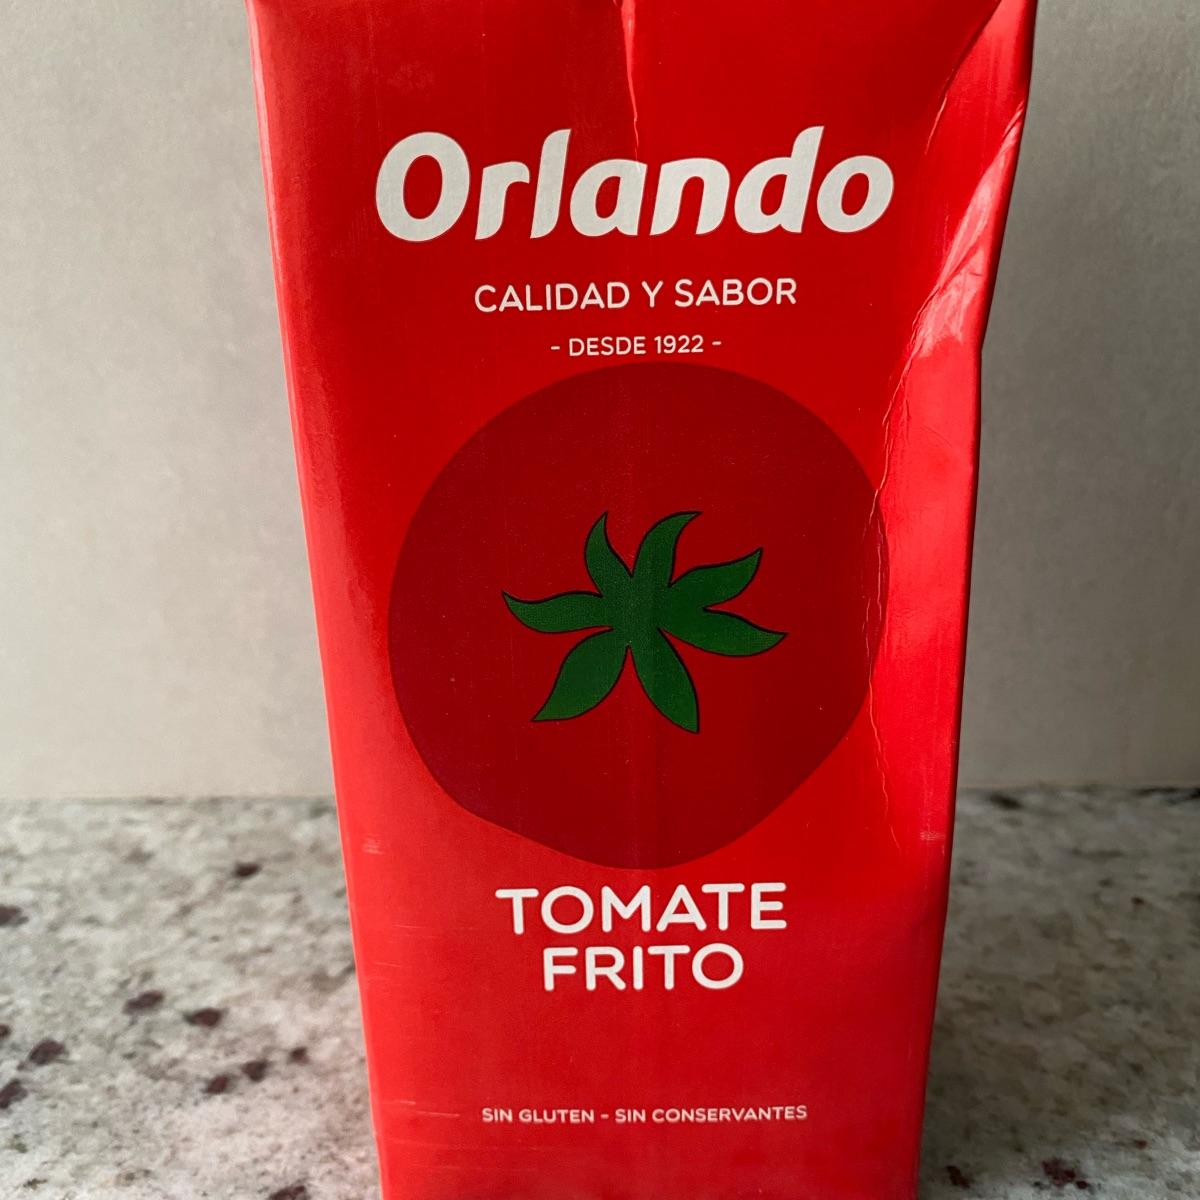 Orlando
CALIDAD Y SABOR
- DESDE 1922 -
TOMATE
FRITO
SIN GLUTEN - SIN CONSERVANTES